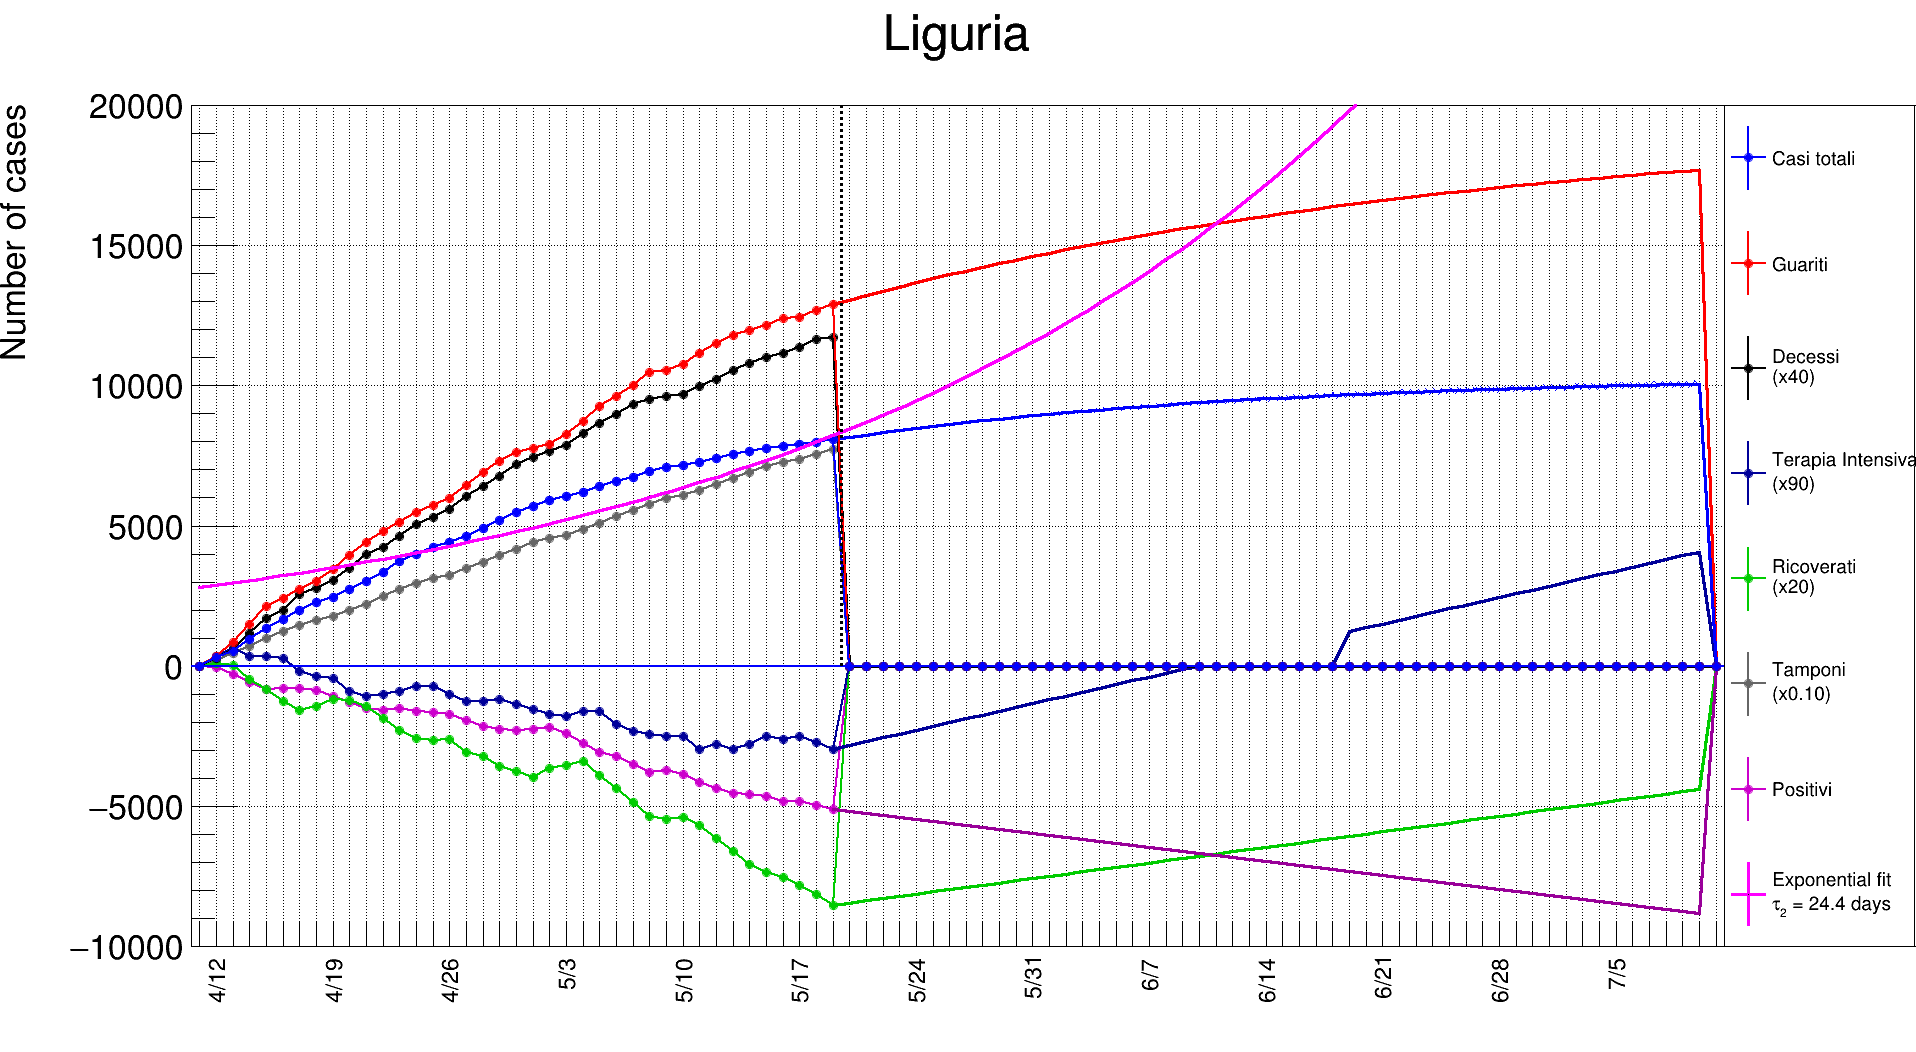 Liguria
Number of cases
20000
15000
10000
5000
0
−5000
−10000
4/12
4/19
4/26
5/3
5/10
5/17
5/24
5/31
6/7
6/14
6/21
6/28
7/5
Casi totali
Guariti
Decessi
(x40)
Terapia Intensiva
(x90)
Ricoverati
(x20)
Tamponi
(x0.10)
Positivi
Exponential fit
τ₂ = 24.4 days